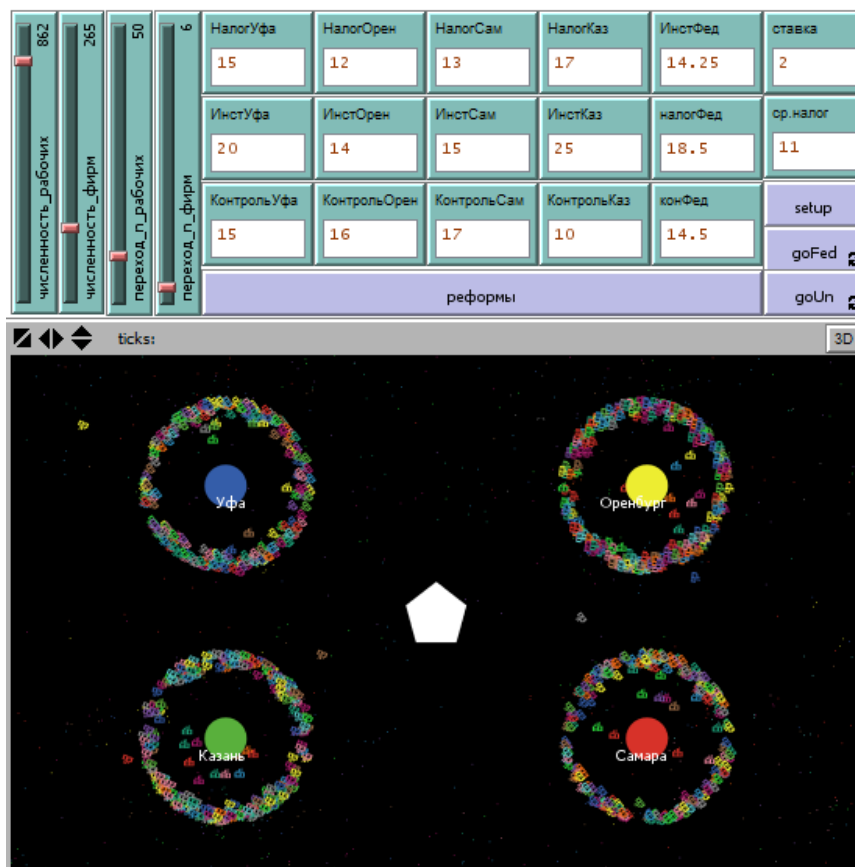 862
численность_рабочих
265
численность_фирм
50
переход_n_рабочих
6
переход_n_фирм
НалогУфа
НалогОрен
НалогСам
НалогКаз
ИнстФед
ставка
15
12
13
17
14.25
2
ИнстУфа
ИнстОрен
ИнстСам
ИнстКаз
налогФед
ср.налог
20
14
15
25
18.5
11
КонтрольУфа
КонтрольОрен
КонтрольСам
КонтрольКаз
конФед
15
16
17
10
14.5
setup
goFed
goUn
реформы
ticks:
3D
Уфа
Оренбург
Казань
Самара